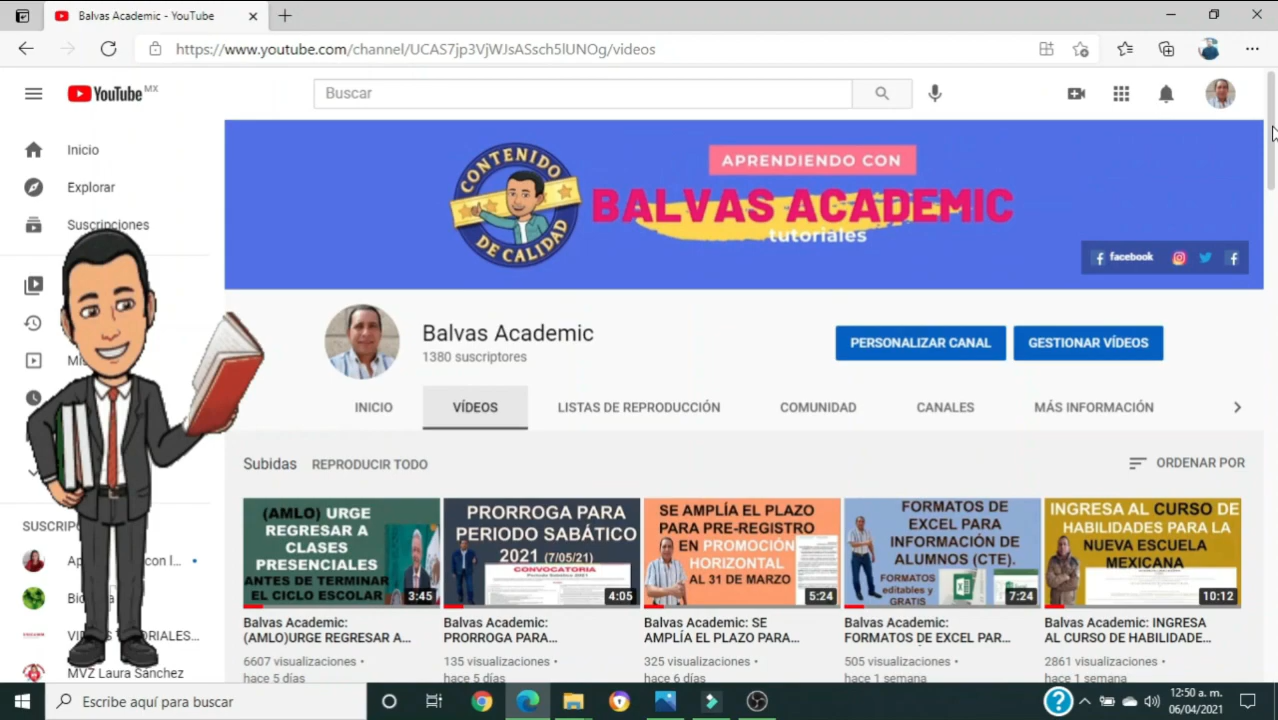 Balvas Academic - YouTube
https://www.youtube.com/channel/UCAS7jp3VjWJsASsch5lUNOg/videos
YouTube MX
Buscar
Inicio
Explorar
Suscripciones
CONTENIDO
DE CALIDAD
APRENDIENDO CON
BALVAS ACADEMIC
tutoriales
facebook
Balvas Academic
1380 suscriptores
PERSONALIZAR CANAL
GESTIONAR VÍDEOS
INICIO
VÍDEOS
LISTAS DE REPRODUCCIÓN
COMUNIDAD
CANALES
MÁS INFORMACIÓN
Subidas
REPRODUCIR TODO
ORDENAR POR
(AMLO) URGE
REGRESAR A
CLASES
PRESENCIALES
ANTES DE TERMINAR
EL CICLO ESCOLAR
3:45
PRORROGA PARA
PERIODO SABÁTICO
2021 (7/05/21)
CONVOCATORIA
4:05
SE AMPLÍA EL PLAZO
PARA PRE-REGISTRO
EN PROMOCIÓN
HORIZONTAL
AL 31 DE MARZO
5:24
FORMATOS DE
EXCEL PARA
INFORMACIÓN DE
ALUMNOS (CTE).
FORMATOS
editables y
GRATIS
7:24
INGRESA AL CURSO DE
HABILIDADES PARA LA
NUEVA ESCUELA
MEXICANA
10:12
Balvas Academic:
(AMLO)URGE REGRESAR A...
6607 visualizaciones •
hace 5 días
Balvas Academic:
PRORROGA PARA...
135 visualizaciones •
hace 5 días
Balvas Academic: SE
AMPLÍA EL PLAZO PARA...
325 visualizaciones •
hace 6 días
Balvas Academic:
FORMATOS DE EXCEL PAR...
505 visualizaciones •
hace 1 semana
Balvas Academic: INGRESA
AL CURSO DE HABILIDADE...
2861 visualizaciones •
hace 1 semana
SUSCRIP
con l...
VI TUTORIALES...
MVZ Laura Sánchez
Escribe aquí para buscar
12:50 a. m.
06/04/2021